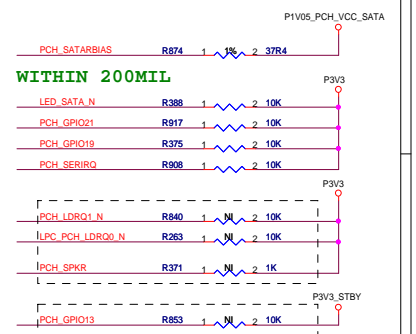 P1V05_PCH_VCC_SATA
PCH_SATARBIAS R874 1 1% 2 37R4
WITHIN 200MIL
P3V3
LED_SATA_N R388 1 2 10K
PCH_GPIO21 R917 1 2 10K
PCH_GPIO19 R375 1 2 10K
PCH_SERIRQ R908 1 2 10K
P3V3
PCH_LDRQ1_N R840 1 NI 2 10K
LPC_PCH_LDRQ0_N R263 1 NI 2 10K
PCH_SPKR R371 1 NI 2 1K
P3V3_STBY
PCH_GPIO13 R853 1 NI 2 10K